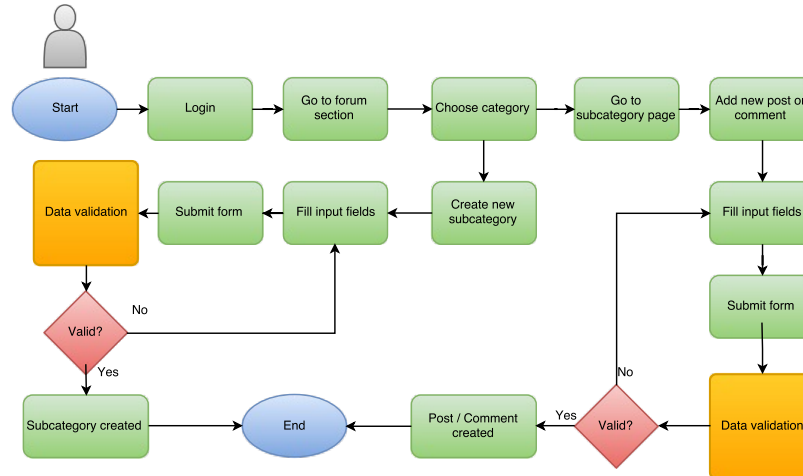 Start
Login
Go to forum
section
Choose category
Go to
subcategory page
Add new post or
comment
Data validation
Submit form
Fill input fields
Create new
subcategory
Fill input fields
No
Valid?
Submit form
Yes
No
Subcategory created
End
Post / Comment
created
Yes
Valid?
Data validation